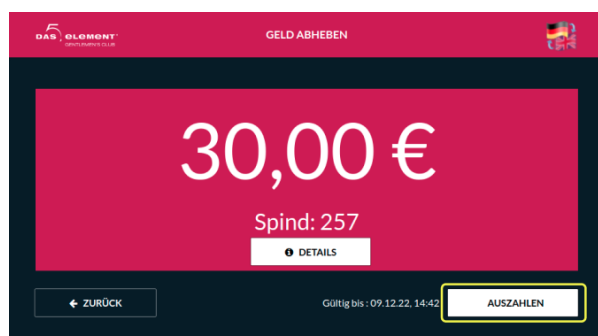 DAS 5 eLeMeNT
GENTLEMEN'S CLUB
GELD ABHEBEN
30,00 €
Spind: 257
DETAILS
ZURÜCK
Gültig bis : 09.12.22, 14:42
AUSZAHLEN